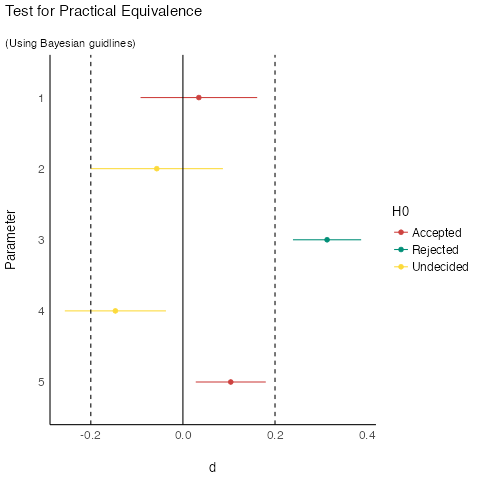 Test for Practical Equivalence
(Using Bayesian guidlines)
Parameter
1
2
3
4
5
-0.2
0.0
0.2
0.4
d
H0
Accepted
Rejected
Undecided